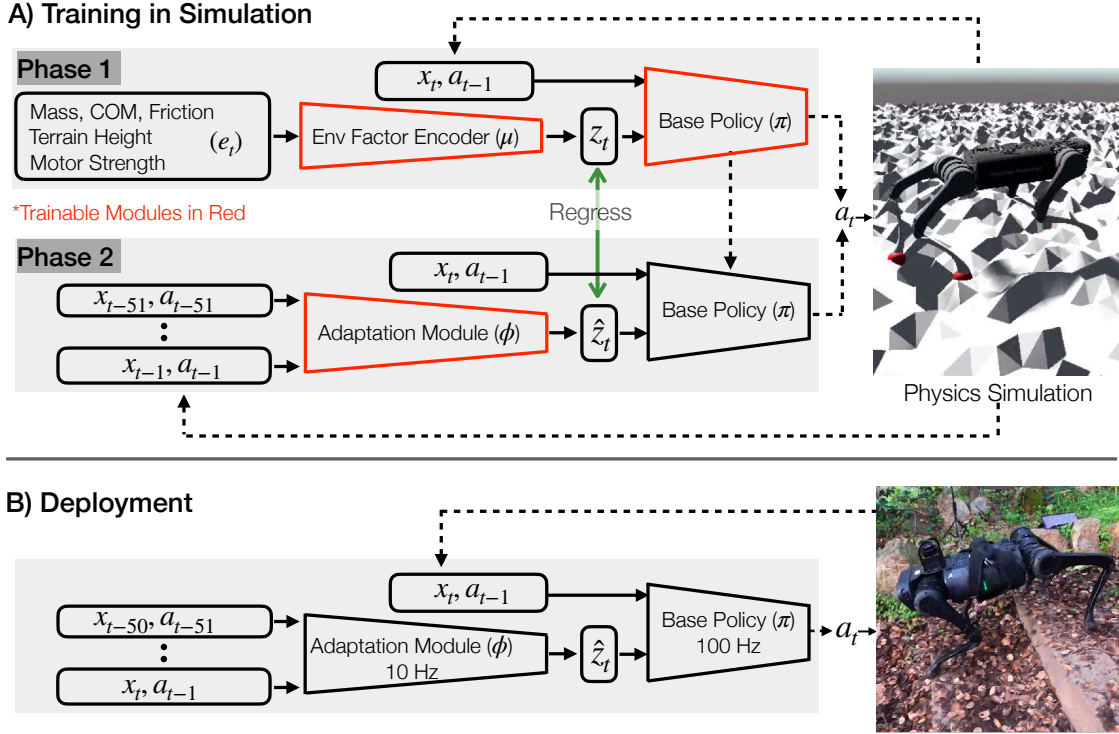 A) Training in Simulation
Phase 1
x_t, a_{t−1}
Mass, COM, Friction
Terrain Height
Motor Strength
(e_t)
Env Factor Encoder (μ)
z_t
Base Policy (π)
*Trainable Modules in Red
Regress
a_t
Phase 2
x_t, a_{t−1}
x_{t−51}, a_{t−51}
⋮
x_{t−1}, a_{t−1}
Adaptation Module (ϕ)
ẑ_t
Base Policy (π)
Physics Simulation
B) Deployment
x_t, a_{t−1}
x_{t−50}, a_{t−51}
⋮
x_t, a_{t−1}
Adaptation Module (ϕ)
10 Hz
ẑ_t
Base Policy (π)
100 Hz
a_t